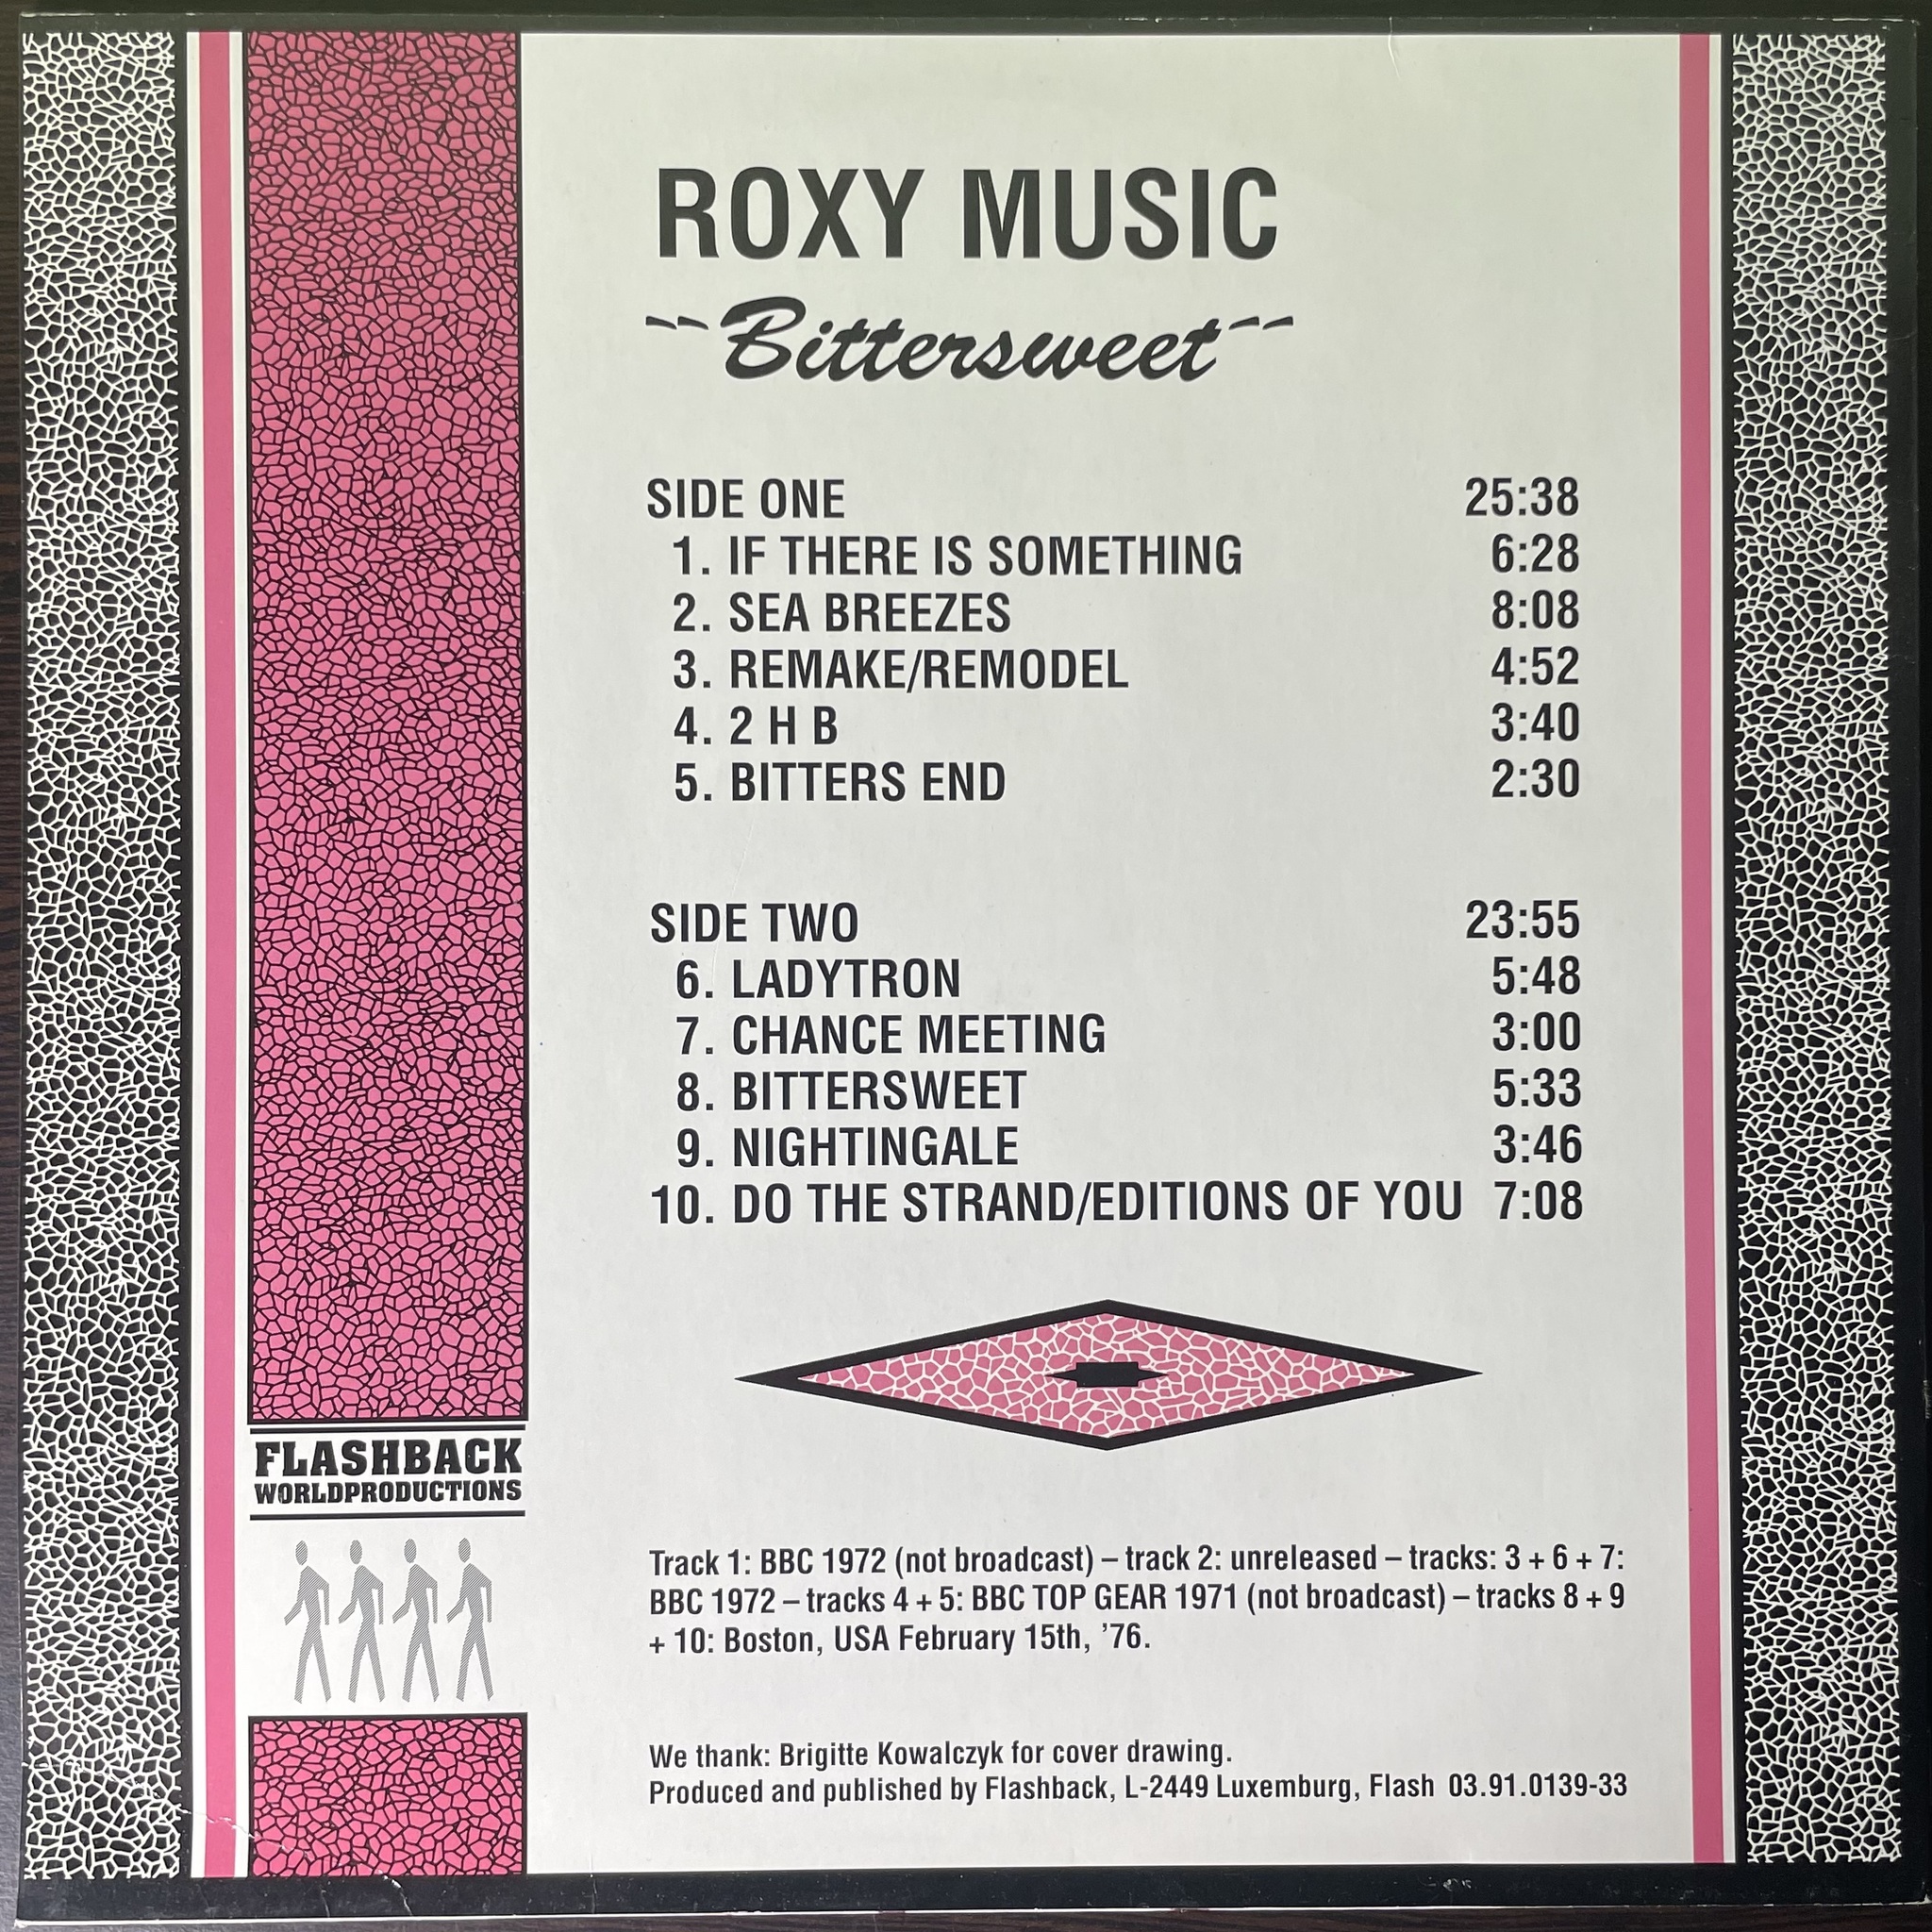 ROXY MUSIC
``Bittersweet´´
SIDE ONE 25:38
1. IF THERE IS SOMETHING 6:28
2. SEA BREEZES 8:08
3. REMAKE/REMODEL 4:52
4. 2 H B 3:40
5. BITTERS END 2:30
SIDE TWO 23:55
6. LADYTRON 5:48
7. CHANCE MEETING 3:00
8. BITTERSWEET 5:33
9. NIGHTINGALE 3:46
10. DO THE STRAND/EDITIONS OF YOU 7:08
FLASHBACK
WORLDPRODUCTIONS
Track 1: BBC 1972 (not broadcast) – track 2: unreleased – tracks: 3 + 6 + 7:
BBC 1972 – tracks 4 + 5: BBC TOP GEAR 1971 (not broadcast) – tracks 8 + 9
+ 10: Boston, USA February 15th, ’76.
We thank: Brigitte Kowalczyk for cover drawing.
Produced and published by Flashback, L-2449 Luxemburg, Flash 03.91.0139-33